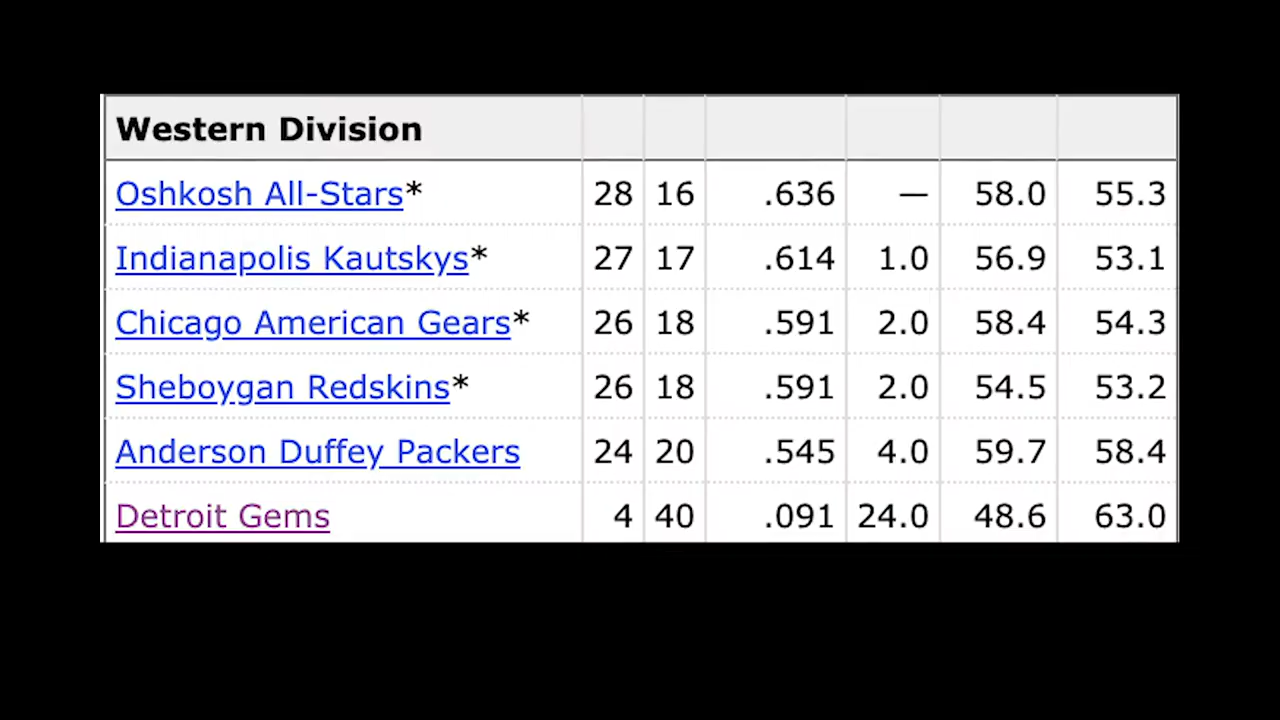 Western Division
Oshkosh All-Stars* 28 16 .636 — 58.0 55.3
Indianapolis Kautskys* 27 17 .614 1.0 56.9 53.1
Chicago American Gears* 26 18 .591 2.0 58.4 54.3
Sheboygan Redskins* 26 18 .591 2.0 54.5 53.2
Anderson Duffey Packers 24 20 .545 4.0 59.7 58.4
Detroit Gems 4 40 .091 24.0 48.6 63.0